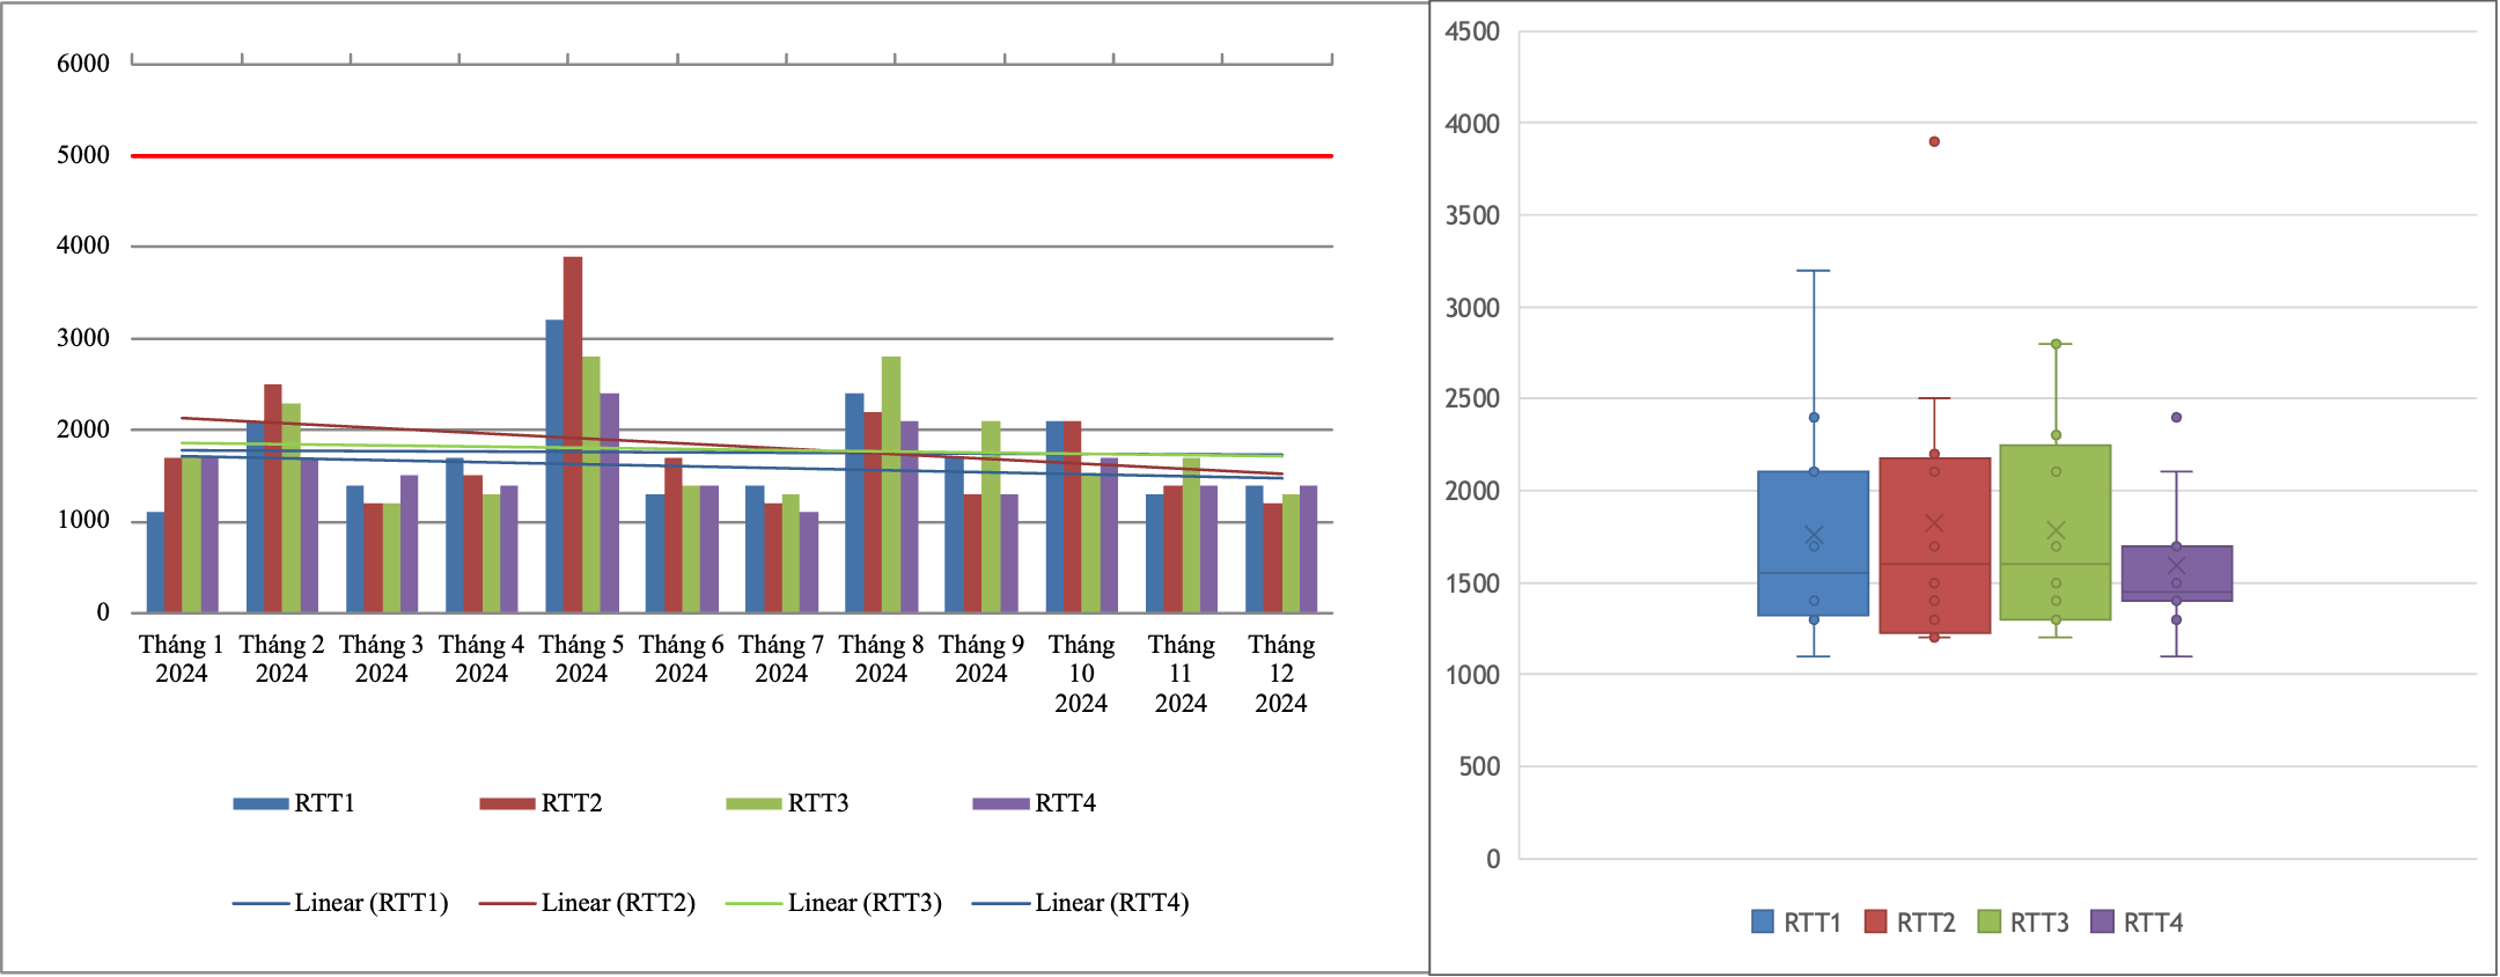 6000
5000
4000
3000
2000
1000
0
Tháng 1 Tháng 2 Tháng 3 Tháng 4 Tháng 5 Tháng 6 Tháng 7 Tháng 8 Tháng 9 Tháng Tháng Tháng
2024 2024 2024 2024 2024 2024 2024 2024 2024 10 11 12
2024 2024 2024
RTT1 RTT2 RTT3 RTT4
Linear (RTT1) Linear (RTT2) Linear (RTT3) Linear (RTT4)
4500
4000
3500
3000
2500
2000
1500
1000
500
0
RTT1 RTT2 RTT3 RTT4